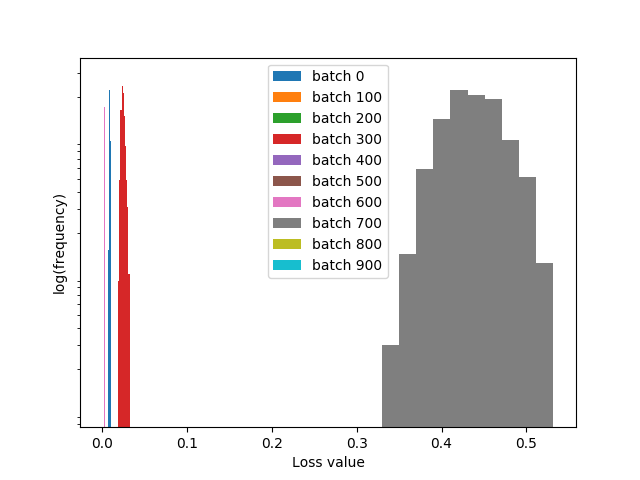 batch 0
batch 100
batch 200
batch 300
batch 400
batch 500
batch 600
batch 700
batch 800
batch 900
log(frequency)
0.0 0.1 0.2 0.3 0.4 0.5
Loss value